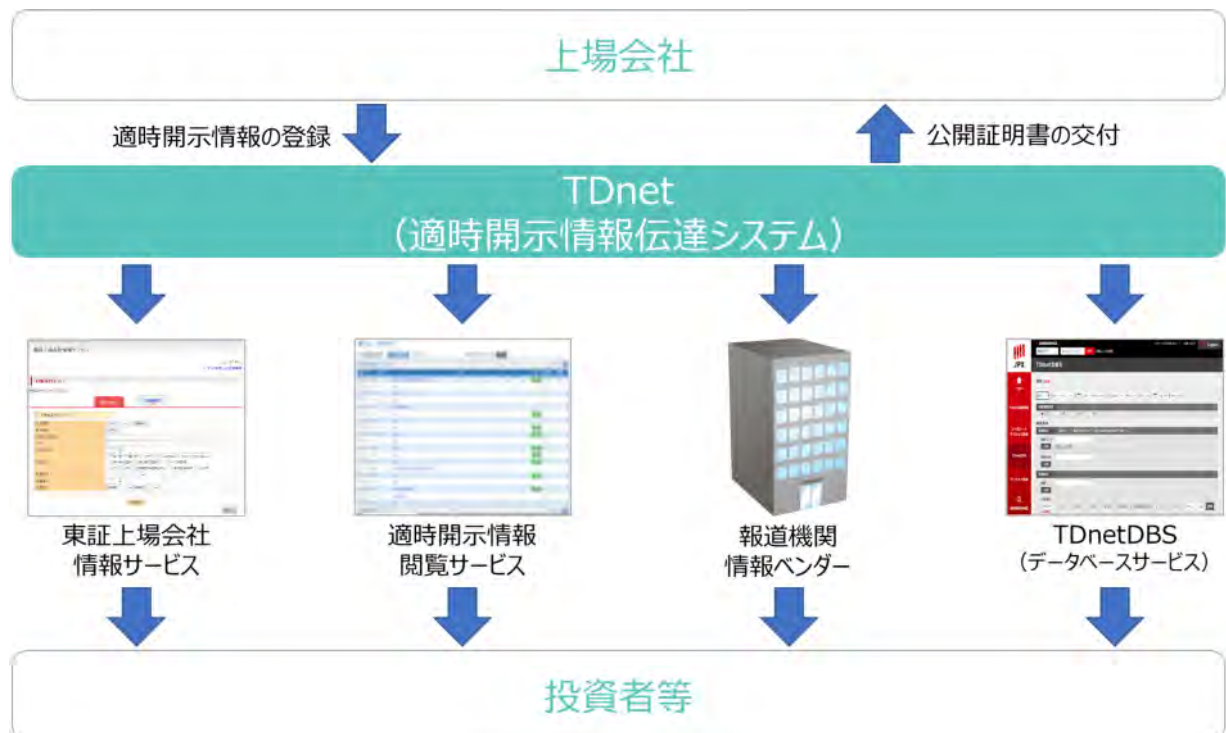 上場会社
適時開示情報の登録
公開証明書の交付
TDnet
（適時開示情報伝達システム）
JPX
TDnetDBS
東証上場会社
情報サービス
適時開示情報
閲覧サービス
報道機関
情報ベンダー
TDnetDBS
（データベースサービス）
投資者等